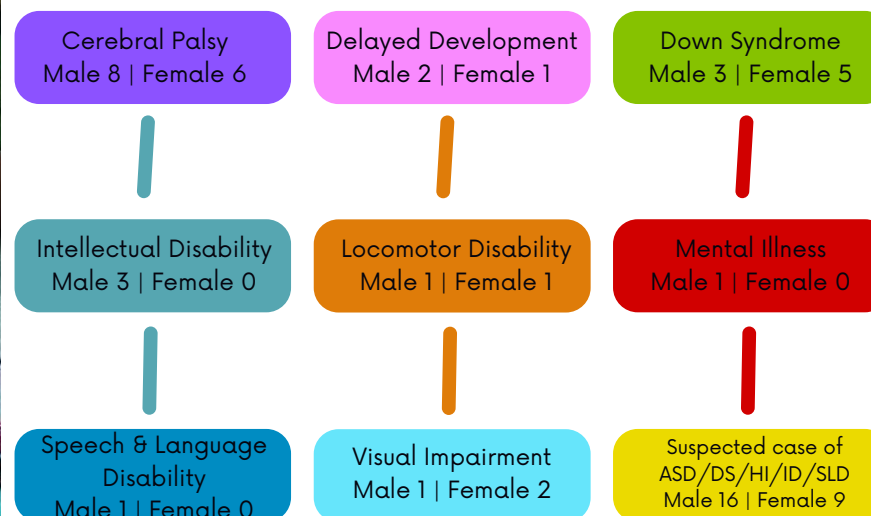 Cerebral Palsy
Male 8 | Female 6
Delayed Development
Male 2 | Female 1
Down Syndrome
Male 3 | Female 5
Intellectual Disability
Male 3 | Female 0
Locomotor Disability
Male 1 | Female 1
Mental Illness
Male 1 | Female 0
Speech & Language
Disability
Male 1 | Female 0
Visual Impairment
Male 1 | Female 2
Suspected case of
ASD/DS/HI/ID/SLD
Male 16 | Female 9